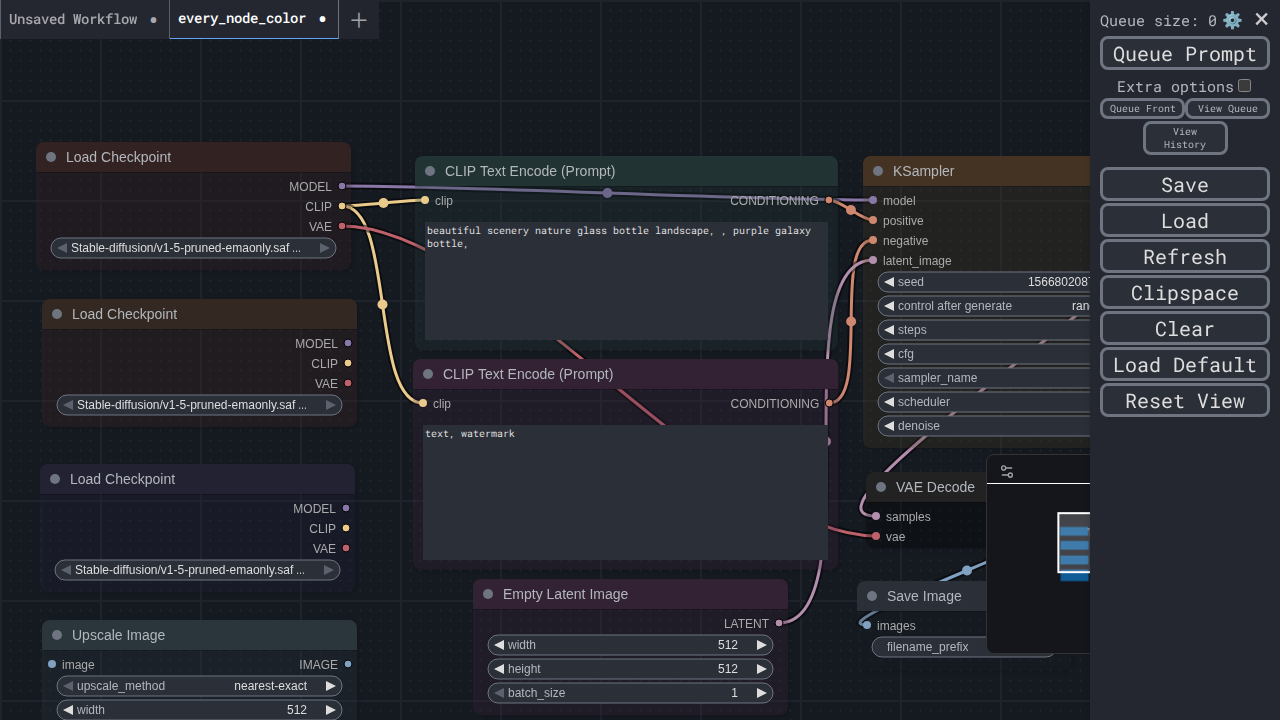 Unsaved Workflow
every_node_color
Queue size: 0
Queue Prompt
Extra options
Queue Front
View Queue
View
History
Save
Load
Refresh
Clipspace
Clear
Load Default
Reset View
Load Checkpoint
MODEL
CLIP
VAE
Stable-diffusion/v1-5-pruned-emaonly.saf ...
Load Checkpoint
MODEL
CLIP
VAE
Stable-diffusion/v1-5-pruned-emaonly.saf ...
Load Checkpoint
MODEL
CLIP
VAE
Stable-diffusion/v1-5-pruned-emaonly.saf ...
Upscale Image
image IMAGE
upscale_method nearest-exact
width 512
CLIP Text Encode (Prompt)
clip CONDITIONING
beautiful scenery nature glass bottle landscape, , purple galaxy
bottle,
CLIP Text Encode (Prompt)
clip CONDITIONING
text, watermark
Empty Latent Image
LATENT
width 512
height 512
batch_size 1
KSampler
model
positive
negative
latent_image
seed 156680208
control after generate ran
steps
cfg
sampler_name
scheduler
denoise
VAE Decode
samples
vae
Save Image
images
filename_prefix